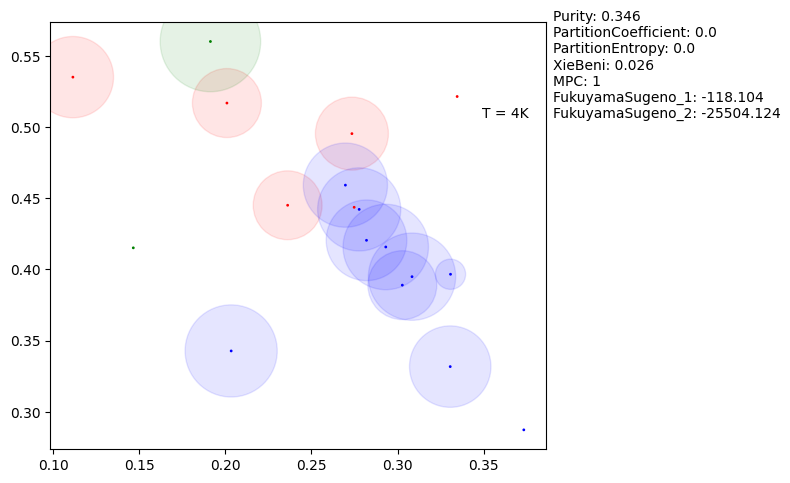 Purity: 0.346
PartitionCoefficient: 0.0
PartitionEntropy: 0.0
XieBeni: 0.026
MPC: 1
FukuyamaSugeno_1: -118.104
FukuyamaSugeno_2: -25504.124
T = 4K
0.55
0.50
0.45
0.40
0.35
0.30
0.10 0.15 0.20 0.25 0.30 0.35